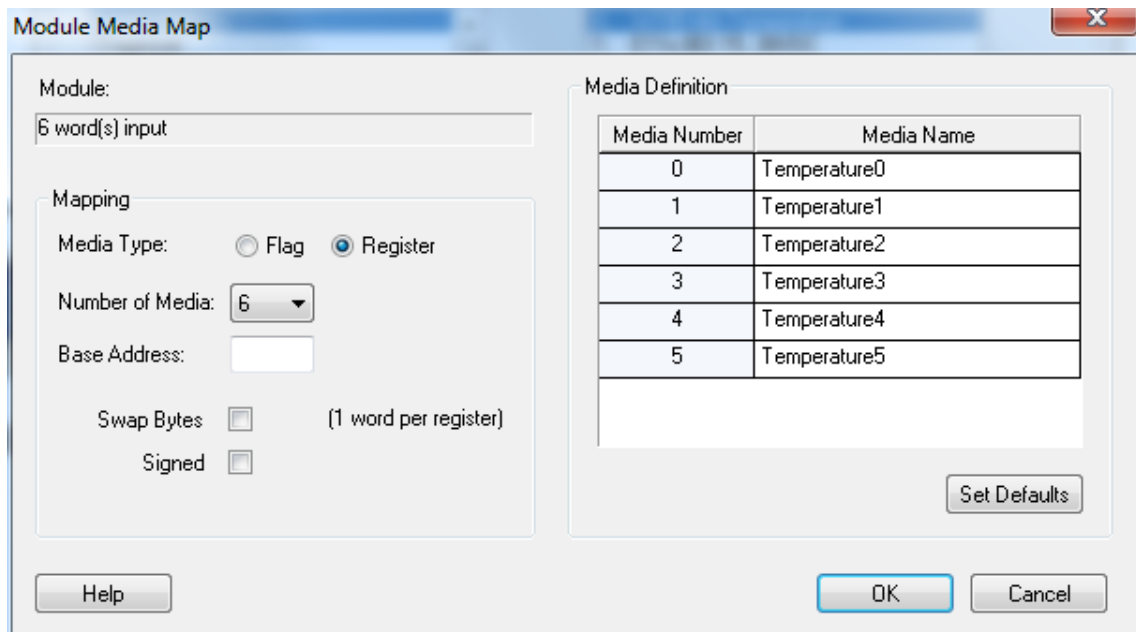 Module Media Map
Module:
6 word(s) input
Mapping
Media Type: Flag Register
Number of Media: 6
Base Address:
Swap Bytes (1 word per register)
Signed
Media Definition
Media Number Media Name
0 Temperature0
1 Temperature1
2 Temperature2
3 Temperature3
4 Temperature4
5 Temperature5
Set Defaults
Help OK Cancel